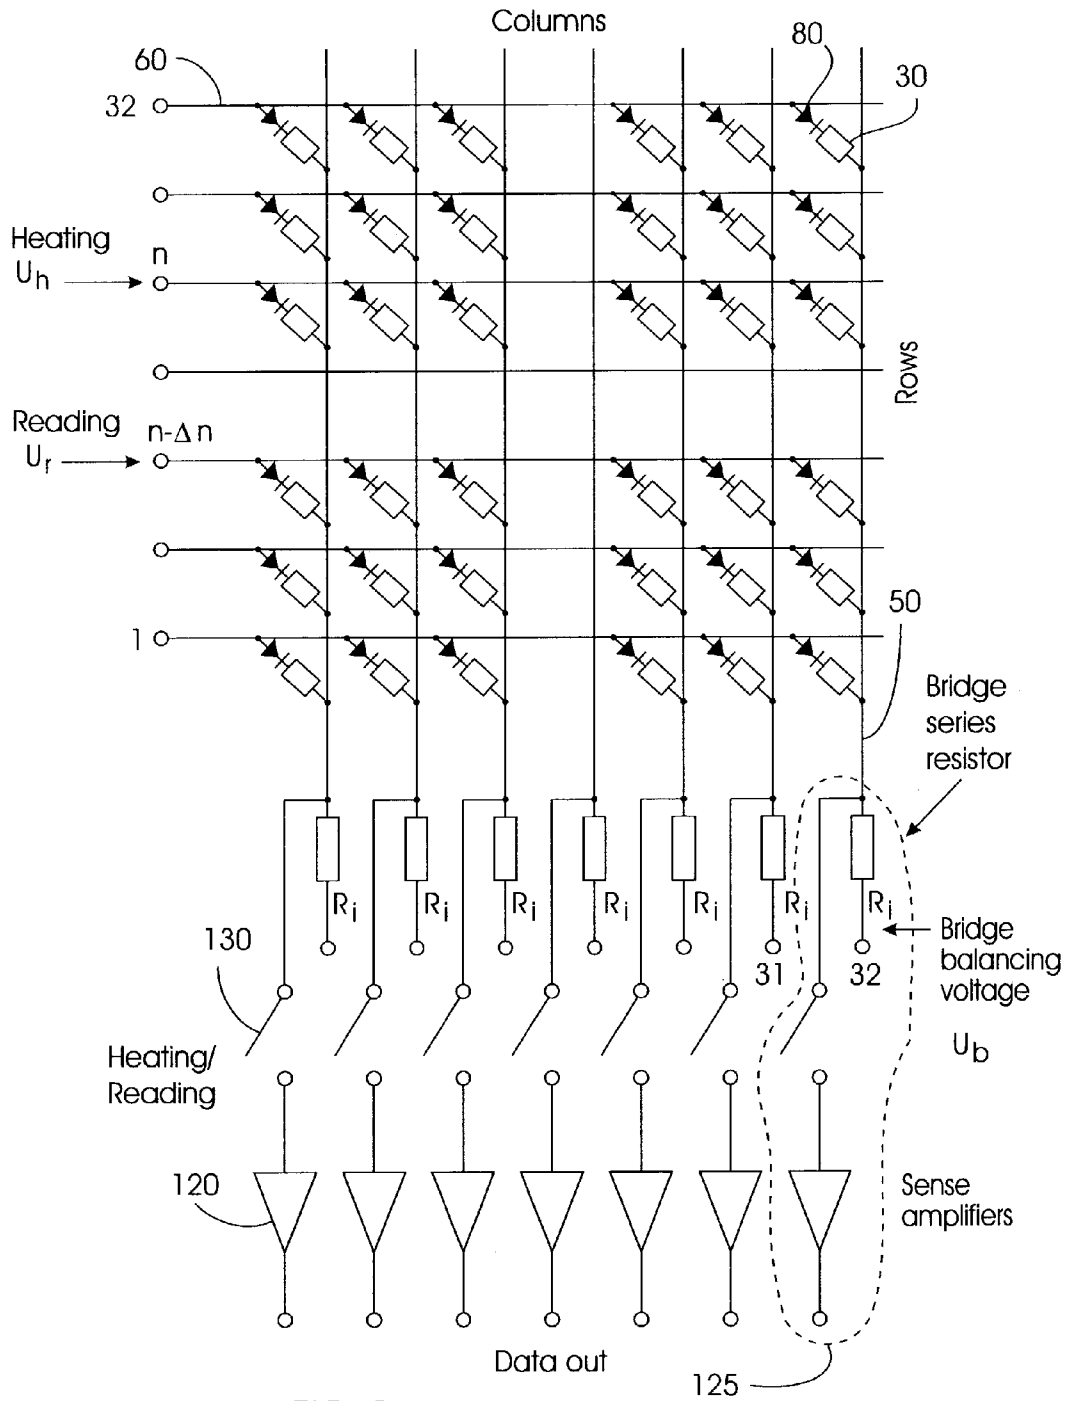 Columns
60
80
30
32
Heating
U_h
n
Rows
Reading
U_r
n-Δn
1
50
Bridge
series
resistor
R_i
R_i
R_i
R_i
R_i
R_i
R_i
31
32
Bridge
balancing
voltage
U_b
130
Heating/
Reading
120
Sense
amplifiers
Data out
125